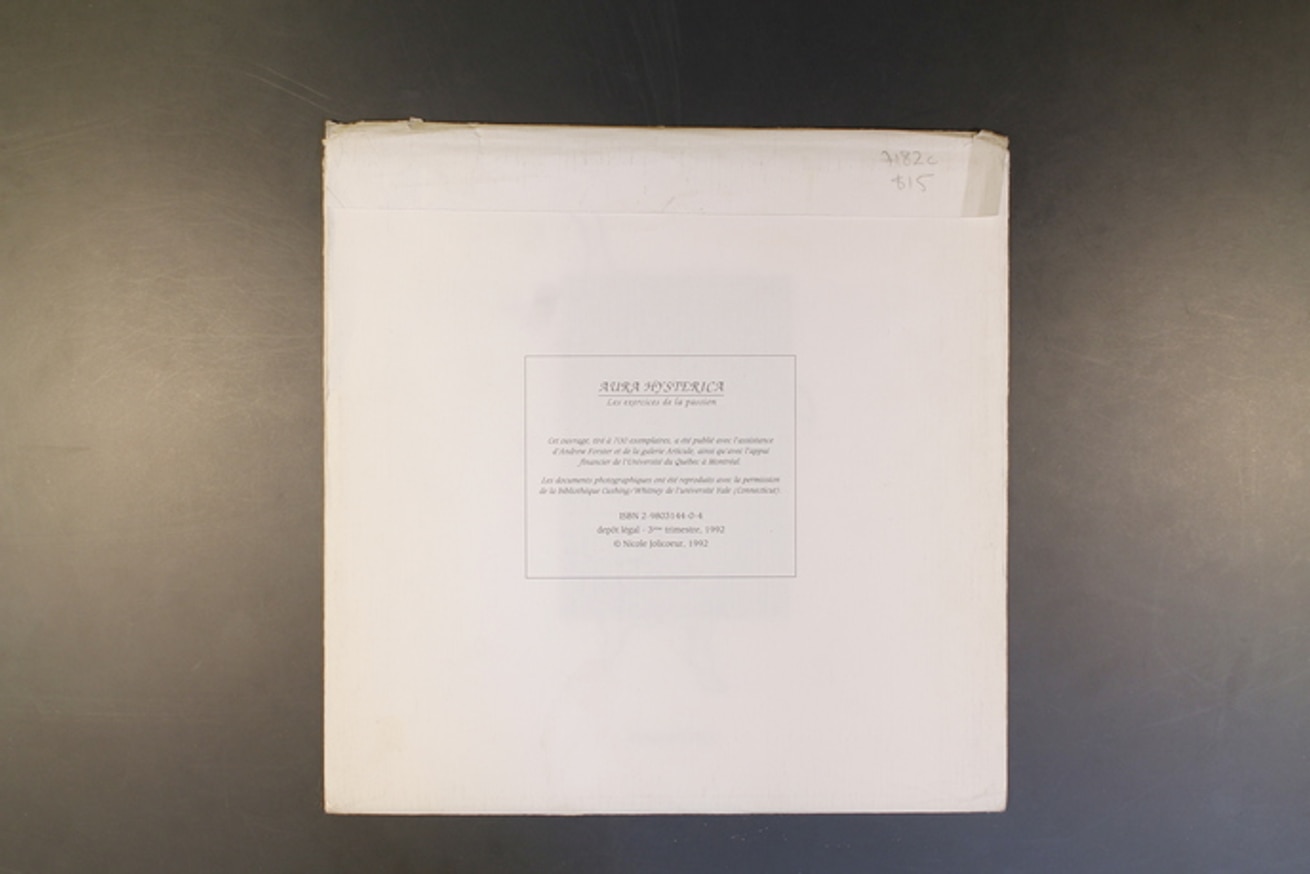 7182c
$15
AURA HYSTERICA
Les exercices de la passion
Cet ouvrage, tiré à 700 exemplaires, a été publié avec l'assistance
d'Andrew Forster et de la galerie Articule, ainsi qu'avec l'appui
financier de l'Université du Québec à Montréal.
Les documents photographiques ont été reproduits avec la permission
de la bibliothèque Cushing/Whitney de l'université Yale (Connecticut).
ISBN 2-9803144-0-4
depôt légal - 3ème trimestre, 1992
© Nicole Jolicoeur, 1992